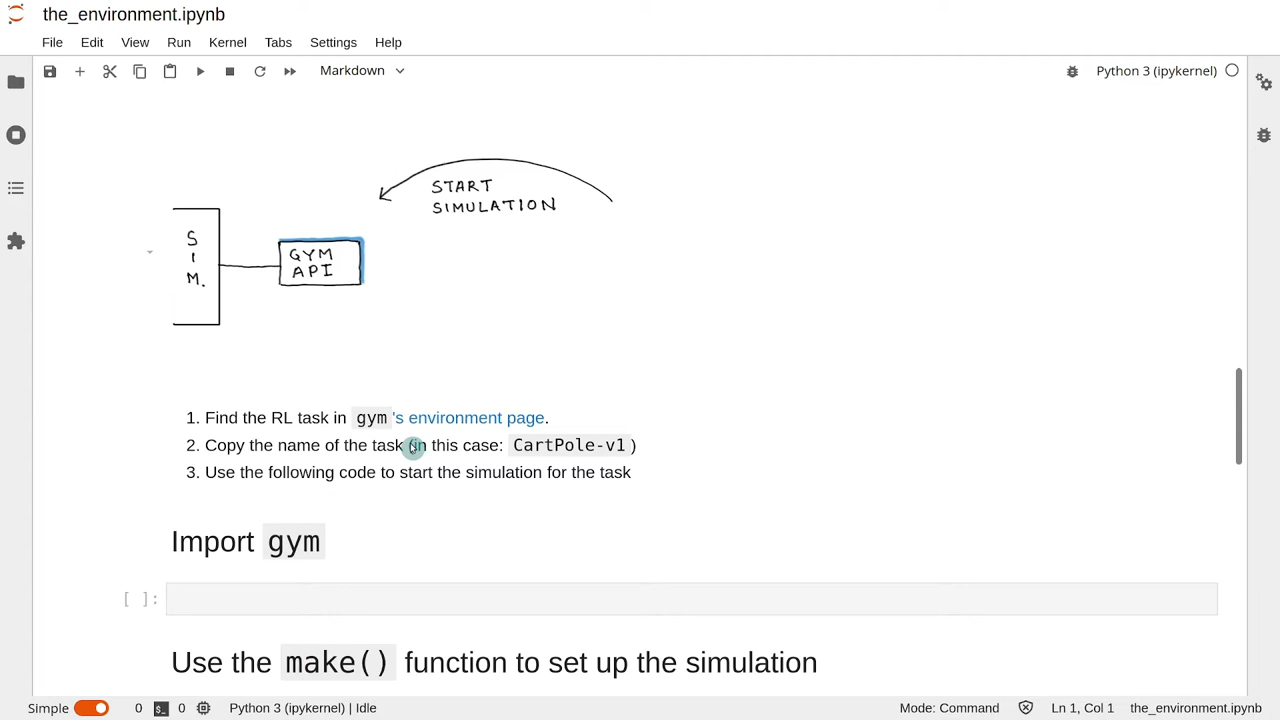 the_environment.ipynb
File Edit View Run Kernel Tabs Settings Help
Markdown Python 3 (ipykernel)
START
SIMULATION
S
I
M.
GYM
API
1. Find the RL task in gym's environment page.
2. Copy the name of the task (in this case: CartPole-v1)
3. Use the following code to start the simulation for the task
Import gym
[ ]:
Use the make() function to set up the simulation
Simple 0 $_ 0 Python 3 (ipykernel) | Idle Mode: Command Ln 1, Col 1 the_environment.ipynb